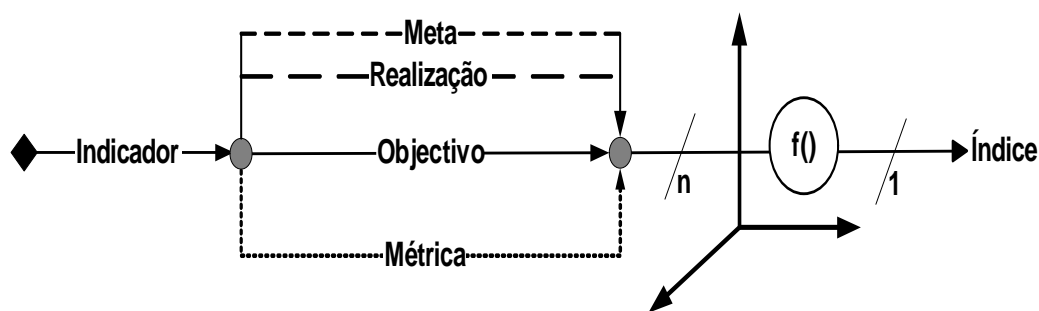 Meta
Realização
Indicador
Objectivo
f()
Índice
n
1
Métrica